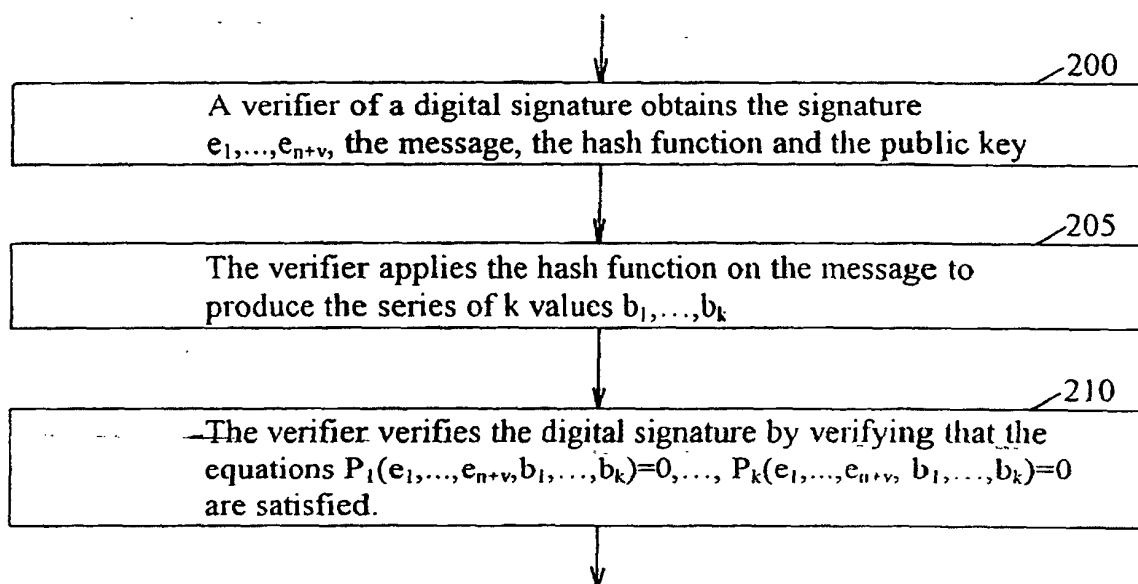 200
A verifier of a digital signature obtains the signature
e₁,...,eₙ₊ᵥ, the message, the hash function and the public key
205
The verifier applies the hash function on the message to
produce the series of k values b₁,...,bₖ
210
The verifier verifies the digital signature by verifying that the
equations P₁(e₁,...,eₙ₊ᵥ,b₁,...,bₖ)=0,..., Pₖ(e₁,...,eₙ₊ᵥ, b₁,...,bₖ)=0
are satisfied.